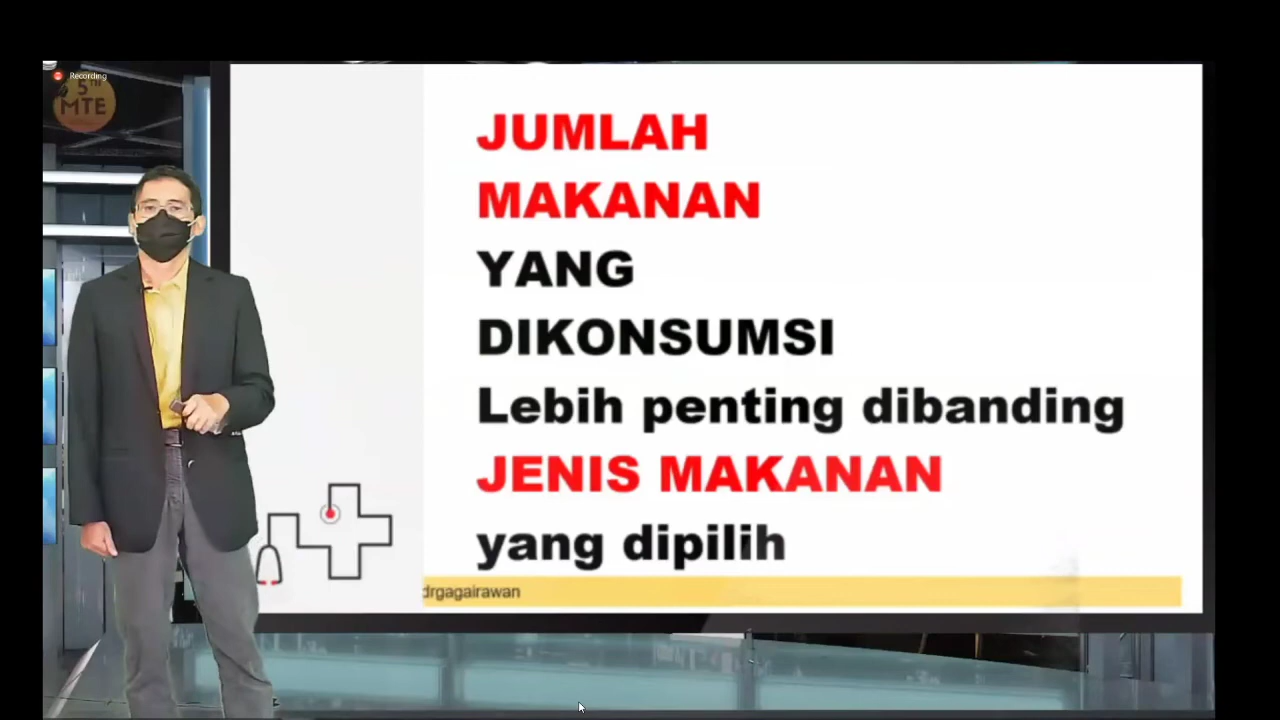 Recording
5TH
MTE
JUMLAH
MAKANAN
YANG
DIKONSUMSI
Lebih penting dibanding
JENIS MAKANAN
yang dipilih
drgagairawan